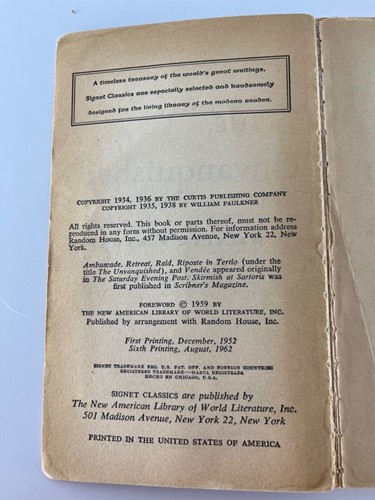 A timeless treasury of the world's great writings,
Signet Classics are especially selected and handsomely
designed for the living library of the modern reader.
COPYRIGHT 1934, 1936 BY THE CURTIS PUBLISHING COMPANY
COPYRIGHT 1935, 1938 BY WILLIAM FAULKNER
All rights reserved. This book or parts thereof, must not be re-
produced in any form without permission. For information address
Random House, Inc., 457 Madison Avenue, New York 22, New
York.
Ambuscade, Retreat, Raid, Riposte in Tertio (under the
title The Unvanquished), and Vendée appeared originally
in The Saturday Evening Post. Skirmish at Sartoris was
first published in Scribner's Magazine.
FOREWORD © 1959 BY
THE NEW AMERICAN LIBRARY OF WORLD LITERATURE, INC.
Published by arrangement with Random House, Inc.
First Printing, December, 1952
Sixth Printing, August, 1962
SIGNET TRADEMARK REG. U.S. PAT. OFF. AND FOREIGN COUNTRIES
REGISTERED TRADEMARK—MARCA REGISTRADA
HECHO EN CHICAGO, U.S.A.
SIGNET CLASSICS are published by
The New American Library of World Literature, Inc.
501 Madison Avenue, New York 22, New York
PRINTED IN THE UNITED STATES OF AMERICA